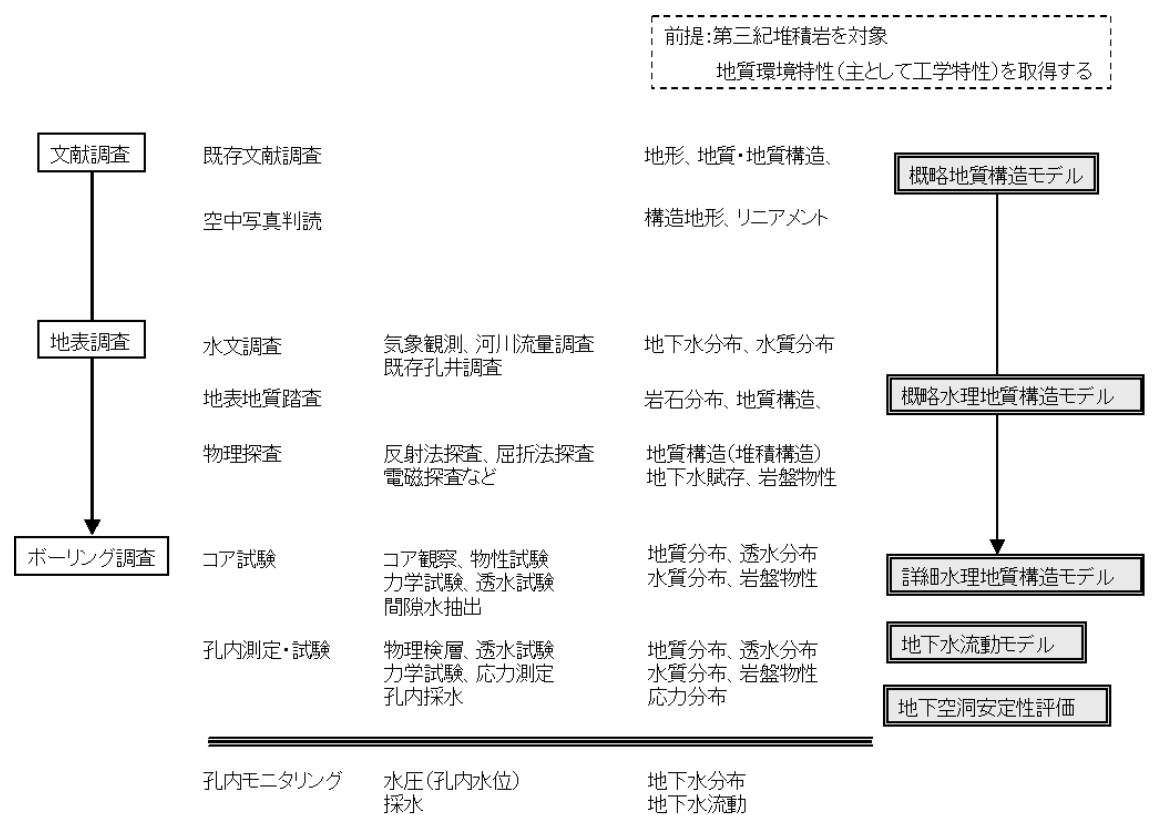 前提:第三紀堆積岩を対象
地質環境特性(主として工学特性)を取得する
文献調査
既存文献調査
地形、地質・地質構造、
概略地質構造モデル
空中写真判読
構造地形、リニアメント
地表調査
水文調査
気象観測、河川流量調査
既存孔井調査
地下水分布、水質分布
地表地質踏査
岩石分布、地質構造、
概略水理地質構造モデル
物理探査
反射法探査、屈折法探査
電磁探査など
地質構造(堆積構造)
地下水賦存、岩盤物性
ボーリング調査
コア試験
コア観察、物性試験
力学試験、透水試験
間隙水抽出
地質分布、透水分布
水質分布、岩盤物性
詳細水理地質構造モデル
孔内測定・試験
物理検層、透水試験
力学試験、応力測定
孔内採水
地質分布、透水分布
水質分布、岩盤物性
応力分布
地下水流動モデル
地下空洞安定性評価
孔内モニタリング
水圧(孔内水位)
採水
地下水分布
地下水流動